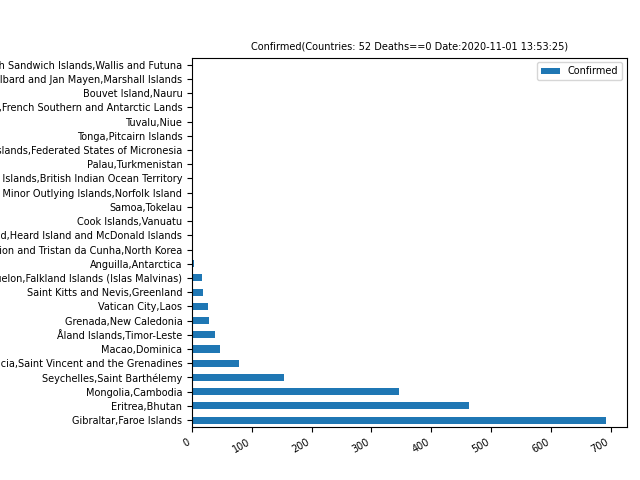 Confirmed(Countries: 52 Deaths==0 Date:2020-11-01 13:53:25)
Confirmed
Sandwich Islands,Wallis and Futuna
and Jan Mayen,Marshall Islands
Bouvet Island,Nauru
,French Southern and Antarctic Lands
Tuvalu,Niue
Tonga,Pitcairn Islands
,Federated States of Micronesia
Palau,Turkmenistan
Islands,British Indian Ocean Territory
Minor Outlying Islands,Norfolk Island
Samoa,Tokelau
Cook Islands,Vanuatu
,Heard Island and McDonald Islands
and Tristan da Cunha,North Korea
Anguilla,Antarctica
,Falkland Islands (Islas Malvinas)
Saint Kitts and Nevis,Greenland
Vatican City,Laos
Grenada,New Caledonia
Åland Islands,Timor-Leste
Macao,Dominica
,Saint Vincent and the Grenadines
Seychelles,Saint Barthélemy
Mongolia,Cambodia
Eritrea,Bhutan
Gibraltar,Faroe Islands
0 100 200 300 400 500 600 700